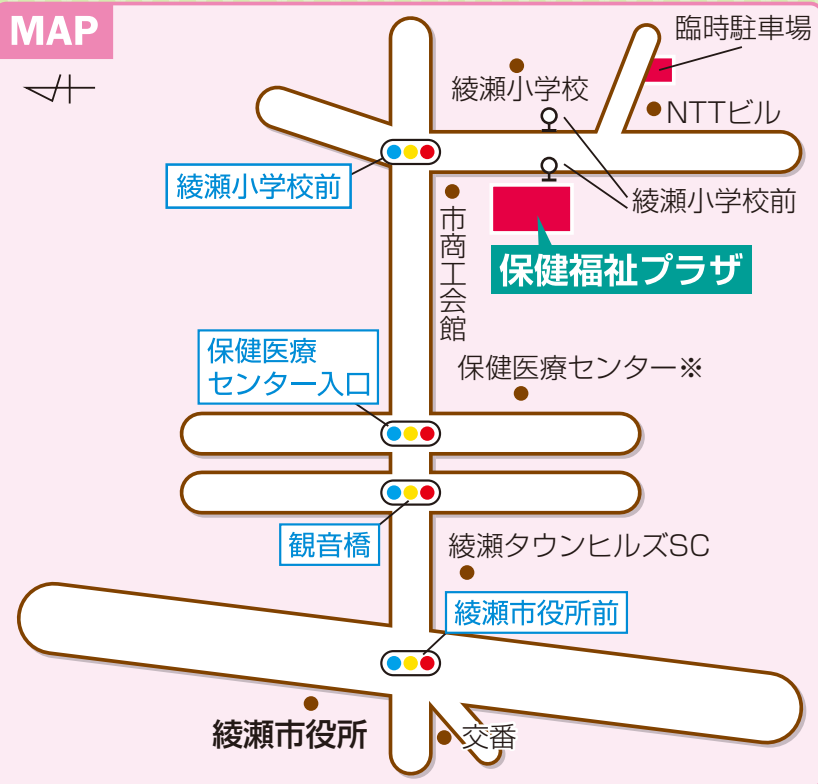 MAP
臨時駐車場
綾瀬小学校
NTTビル
綾瀬小学校前
綾瀬小学校前
市商工会館
保健福祉プラザ
保健医療
センター入口
保健医療センター※
観音橋
綾瀬タウンヒルズSC
綾瀬市役所前
綾瀬市役所
交番